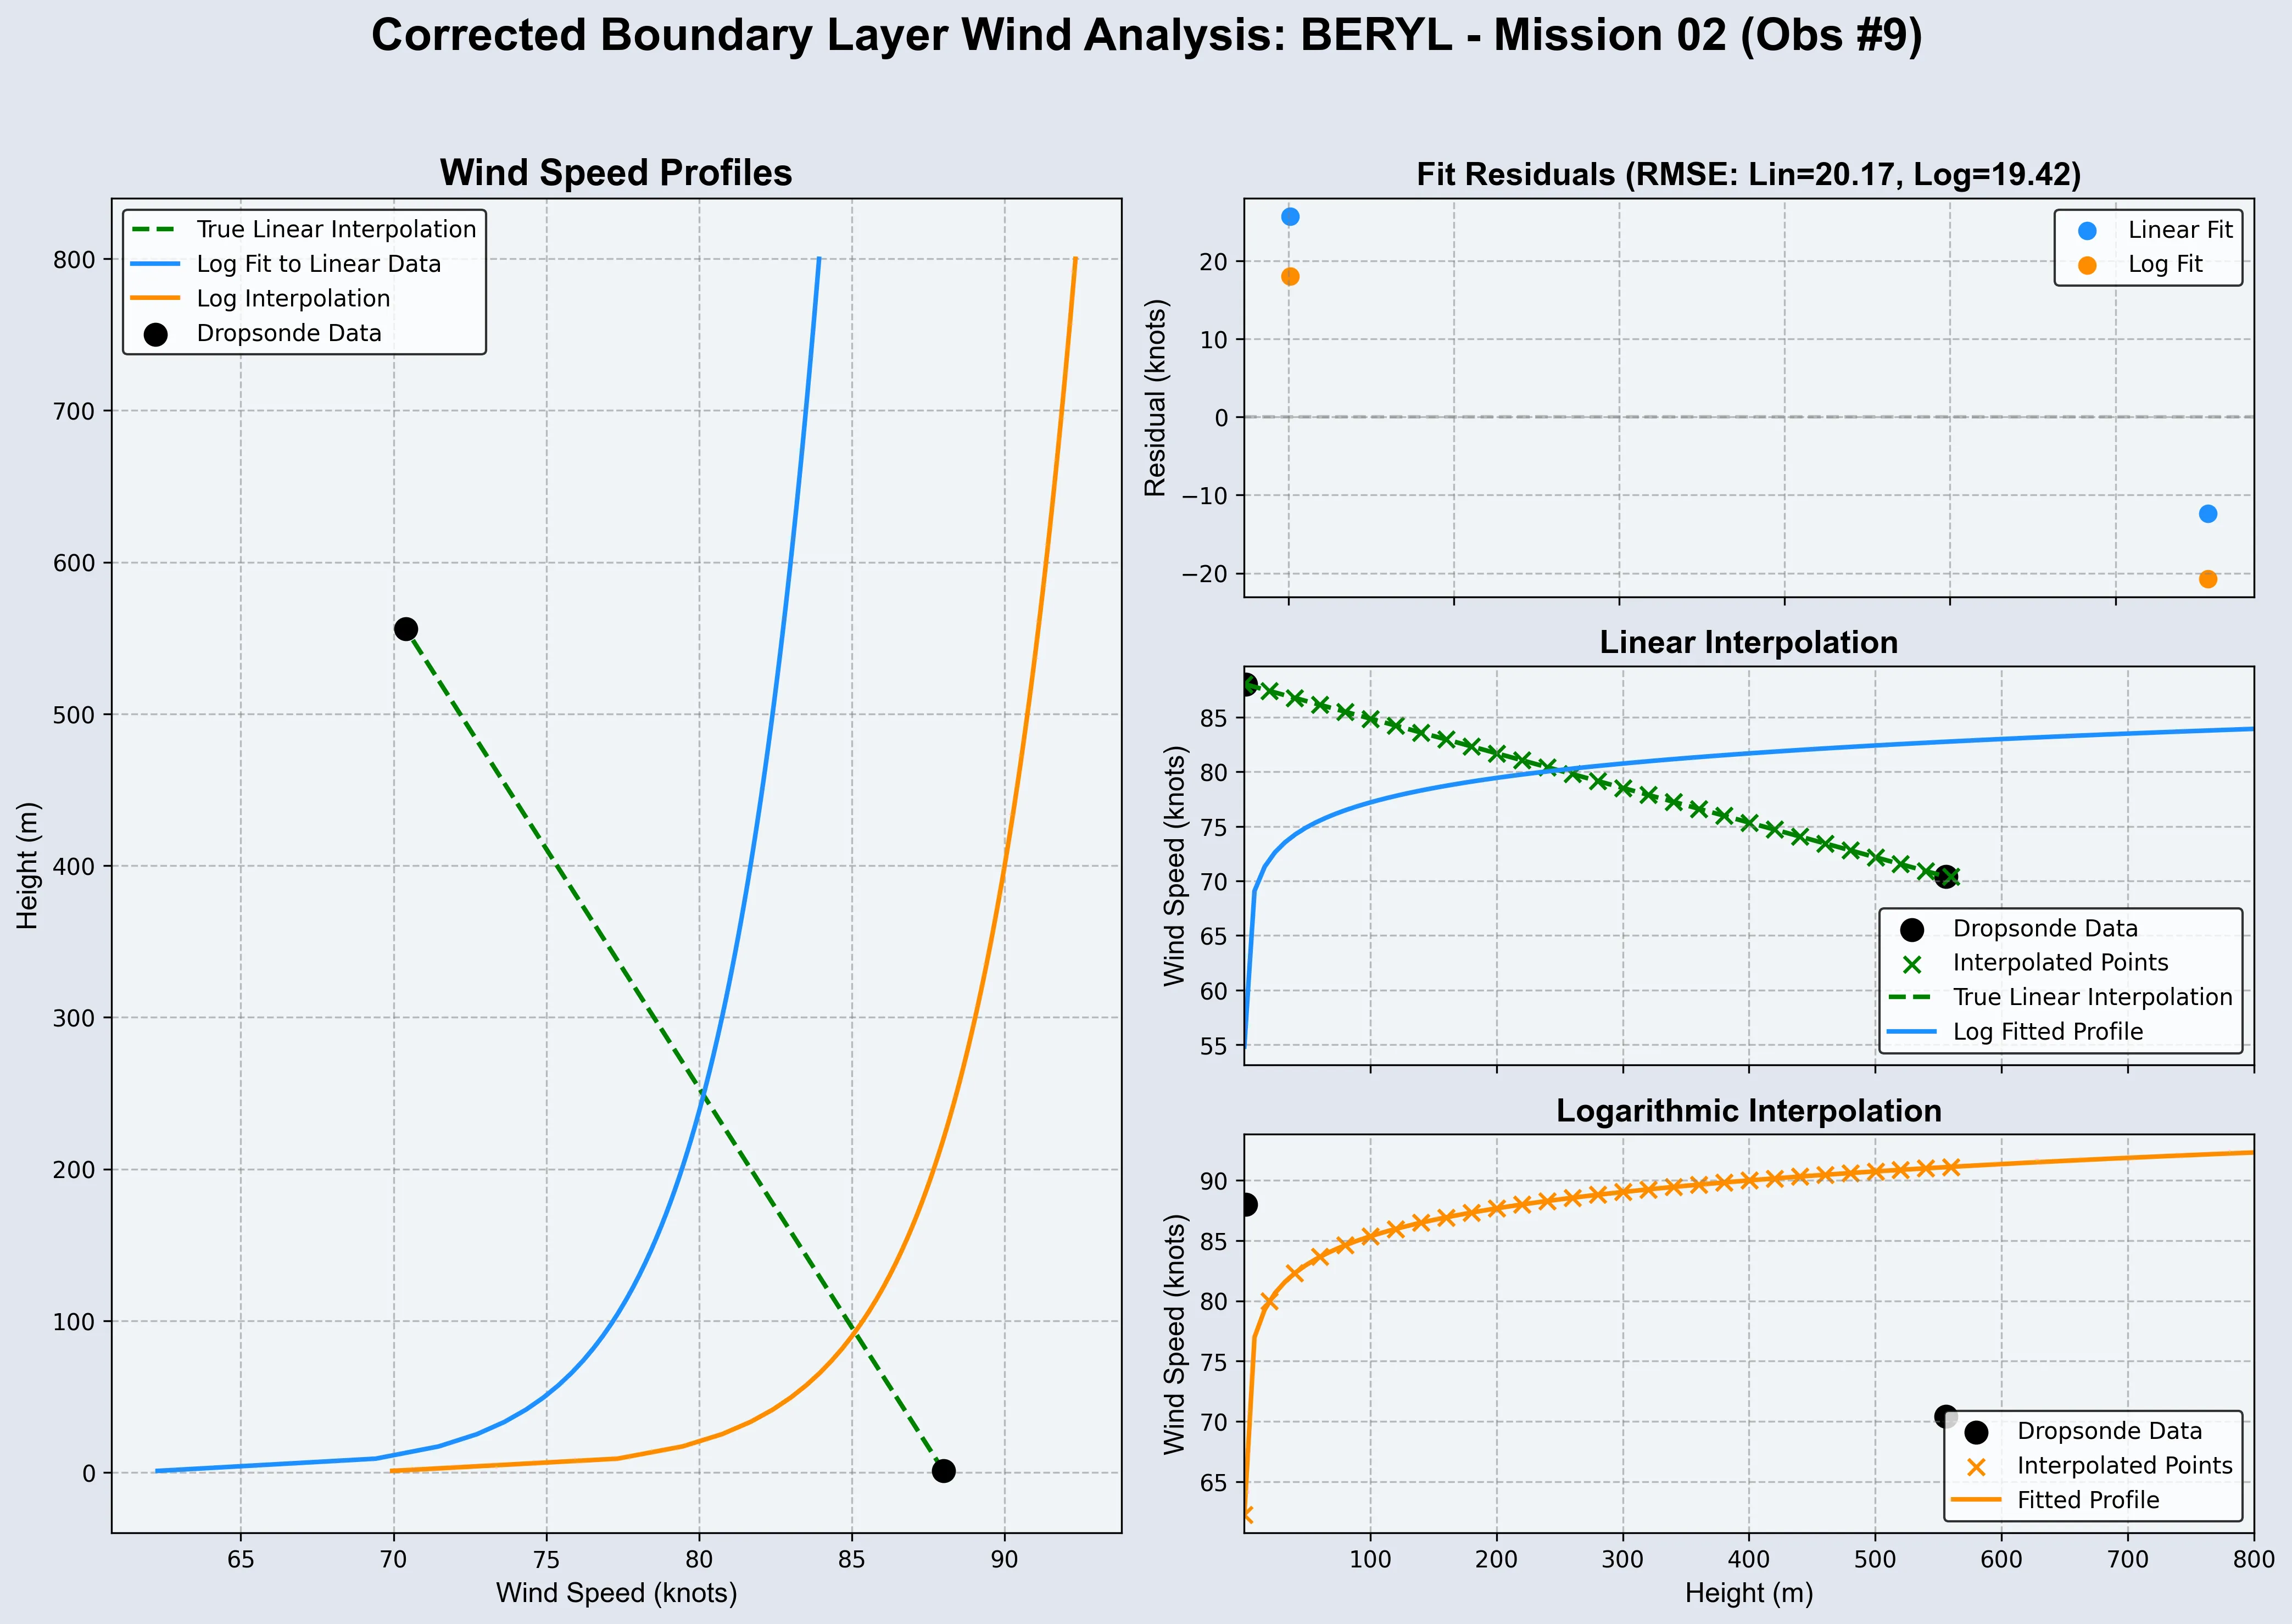 Corrected Boundary Layer Wind Analysis: BERYL - Mission 02 (Obs #9)
Wind Speed Profiles
True Linear Interpolation
Log Fit to Linear Data
Log Interpolation
Dropsonde Data
800
700
600
500
400
300
200
100
0
Height (m)
65 70 75 80 85 90
Wind Speed (knots)
Fit Residuals (RMSE: Lin=20.17, Log=19.42)
Linear Fit
Log Fit
20
10
0
−10
−20
Residual (knots)
Linear Interpolation
85
80
75
70
65
60
55
Wind Speed (knots)
Dropsonde Data
Interpolated Points
True Linear Interpolation
Log Fitted Profile
Logarithmic Interpolation
90
85
80
75
70
65
Wind Speed (knots)
Dropsonde Data
Interpolated Points
Fitted Profile
100 200 300 400 500 600 700 800
Height (m)